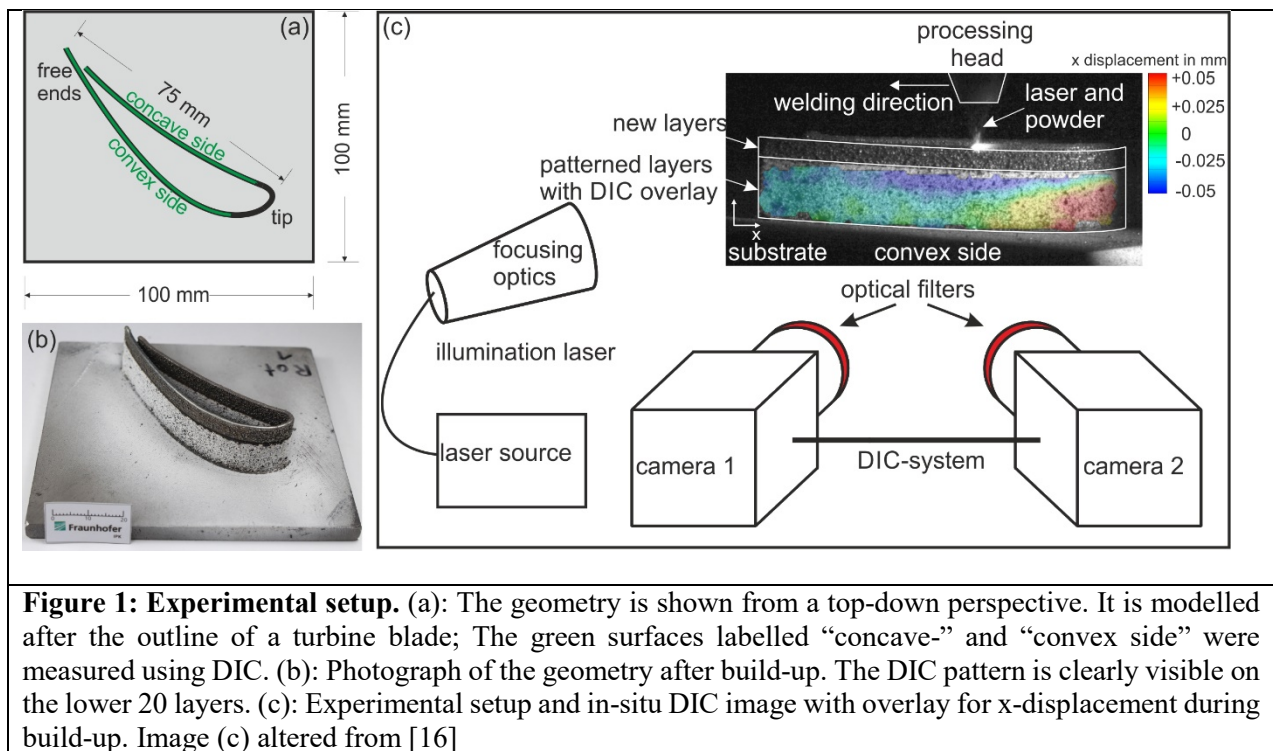 (a)
free
ends
75 mm
concave side
convex side
tip
100 mm
100 mm
(b)
Rot
1
0 10 20
Fraunhofer
IPK
(c)
processing
head
x displacement in mm
+0.05
+0.025
0
-0.025
-0.05
welding direction
laser and
powder
new layers
patterned layers
with DIC overlay
x
substrate
convex side
focusing
optics
optical filters
illumination laser
laser source
camera 1
DIC-system
camera 2
Figure 1: Experimental setup. (a): The geometry is shown from a top-down perspective. It is modelled
after the outline of a turbine blade; The green surfaces labelled “concave-” and “convex side” were
measured using DIC. (b): Photograph of the geometry after build-up. The DIC pattern is clearly visible on
the lower 20 layers. (c): Experimental setup and in-situ DIC image with overlay for x-displacement during
build-up. Image (c) altered from [16]